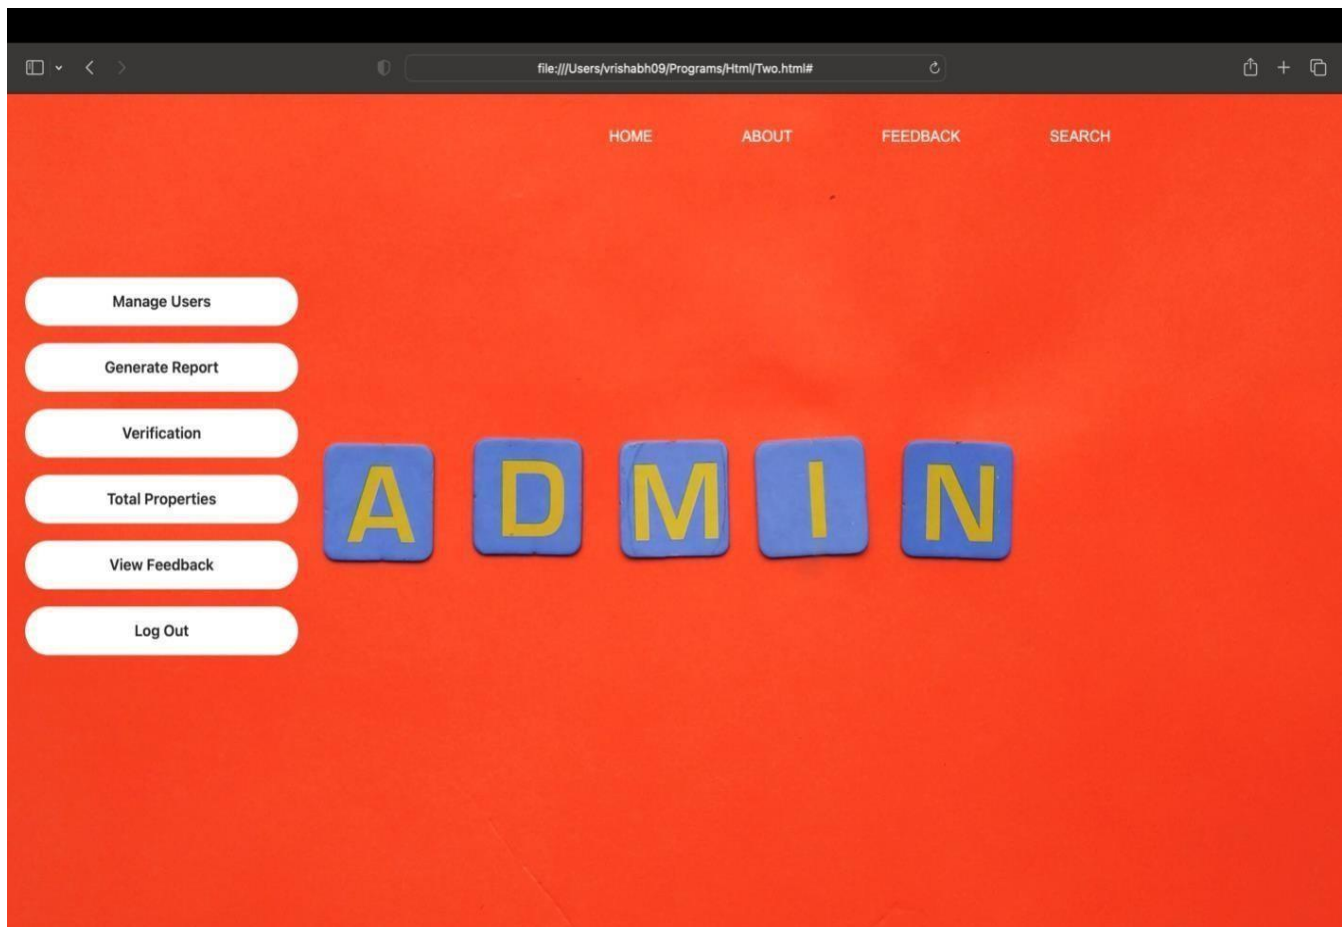 file:///Users/vrishabh09/Programs/Html/Two.html#
HOME ABOUT FEEDBACK SEARCH
Manage Users
Generate Report
Verification
Total Properties
View Feedback
Log Out
ADMIN